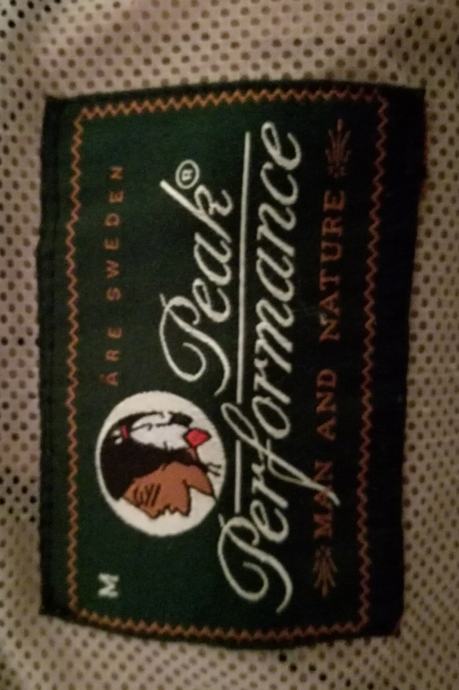 M
ÅRE SWEDEN
Peak®
Performance
MAN AND NATURE